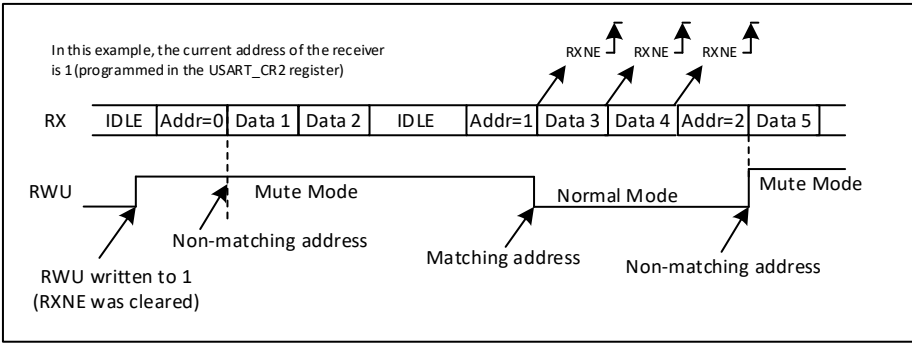 In this example, the current address of the receiver
is 1(programmed in the USART_CR2 register)
RXNE RXNE RXNE
RX IDLE Addr=0 Data 1 Data 2 IDLE Addr=1 Data 3 Data 4 Addr=2 Data 5
RWU Mute Mode Normal Mode Mute Mode
Non-matching address Matching address Non-matching address
RWU written to 1
(RXNE was cleared)